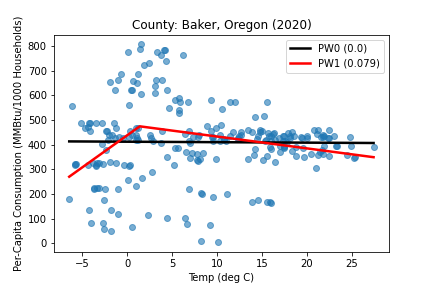 County: Baker, Oregon (2020)
Per-Capita Consumption (MMBtu/1000 Households)
800
700
600
500
400
300
200
100
0
PW0 (0.0)
PW1 (0.079)
−5 0 5 10 15 20 25
Temp (deg C)